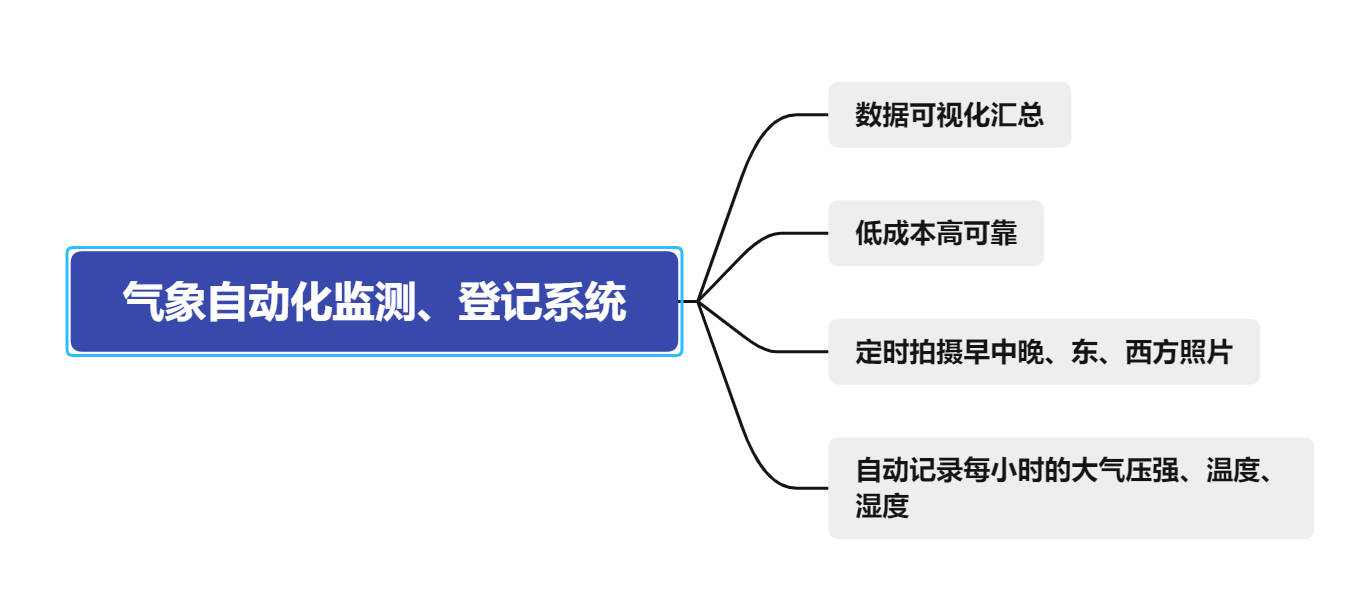 数据可视化汇总
低成本高可靠
气象自动化监测、登记系统
定时拍摄早中晚、东、西方照片
自动记录每小时的大气压强、温度、
湿度